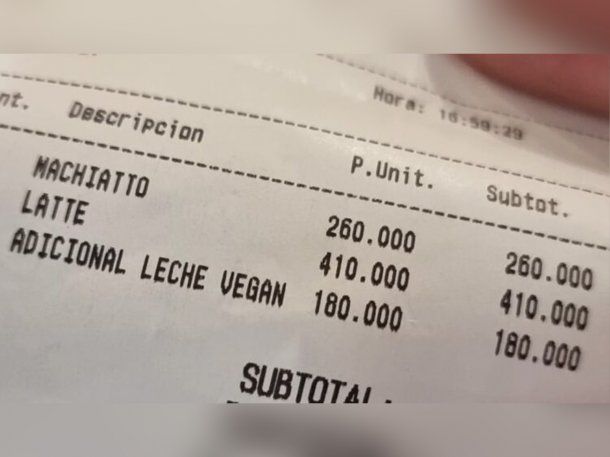 Hora: 16:59:29
nt. Descripcion P.Unit. Subtot.
MACHIATTO 260.000 260.000
LATTE 410.000 410.000
ADICIONAL LECHE VEGAN 180.000 180.000
SUBTOTAL